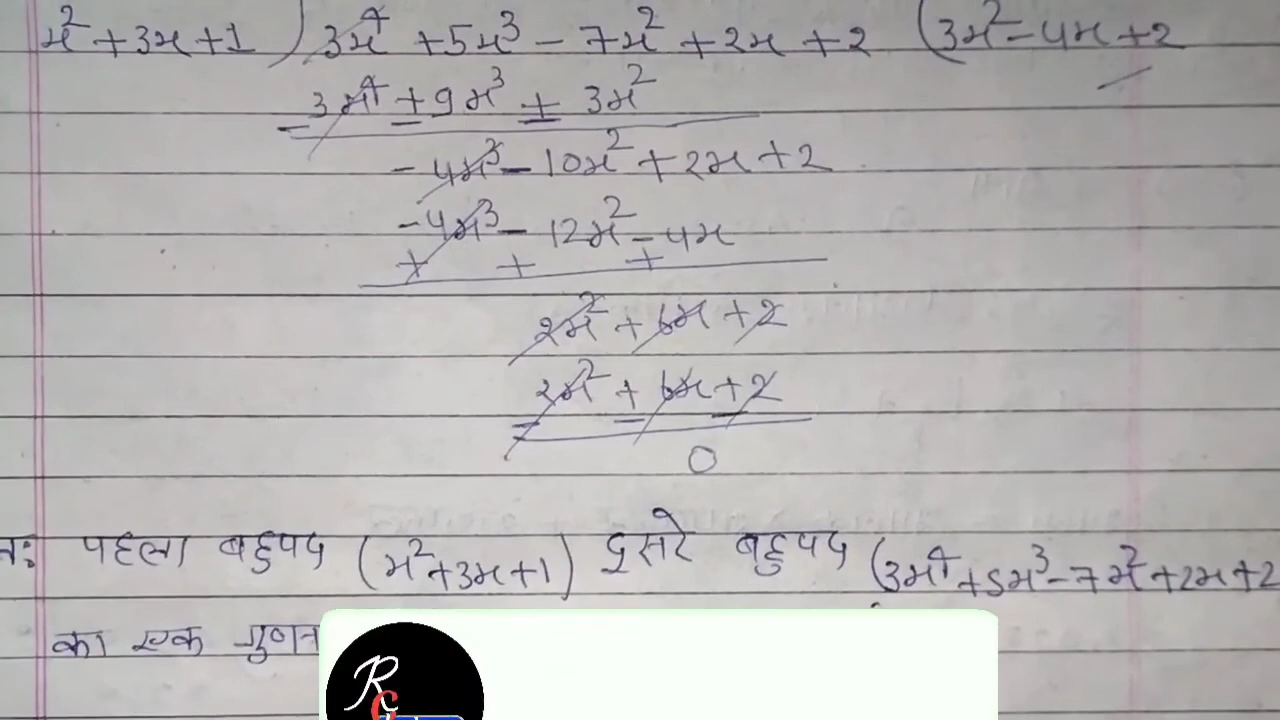 x² + 3x + 1 ) 3x⁴ + 5x³ - 7x² + 2x + 2 ( 3x² - 4x + 2
3x⁴ + 9x³ + 3x²
- - -
- 4x³ - 10x² + 2x + 2
- 4x³ - 12x² - 4x
+ + +
2x² + 6x + 2
2x² + 6x + 2
- - -
0
पहला बहुपद (x² + 3x + 1) दुसरे बहुपद (3x⁴ + 5x³ - 7x² + 2x + 2
का एक